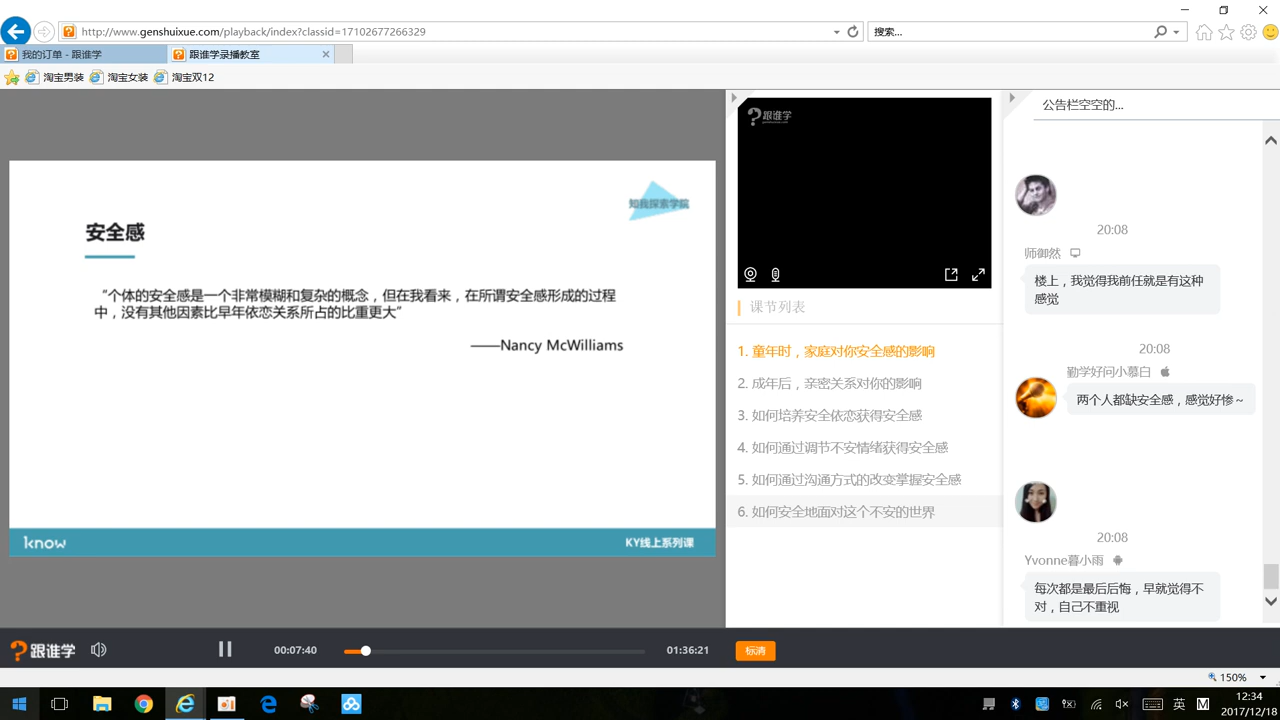 http://www.genshuixue.com/playback/index?classid=17102677266329
搜索...
我的订单 - 跟谁学
跟谁学录播教室
淘宝男装
淘宝女装
淘宝双12
知我探索学院
安全感
“个体的安全感是一个非常模糊和复杂的概念，但在我看来，在所谓安全感形成的过程
中，没有其他因素比早年依恋关系所占的比重更大”
——Nancy McWilliams
know
KY线上系列课
跟谁学
课节列表
1. 童年时，家庭对你安全感的影响
2. 成年后，亲密关系对你的影响
3. 如何培养安全依恋获得安全感
4. 如何通过调节不安情绪获得安全感
5. 如何通过沟通方式的改变掌握安全感
6. 如何安全地面对这个不安的世界
公告栏空空的...
20:08
师御然
楼上，我觉得我前任就是有这种
感觉
20:08
勤学好问小慕白
两个人都缺安全感，感觉好惨～
20:08
Yvonne暮小雨
每次都是最后后悔，早就觉得不
对，自己不重视
跟谁学
00:07:40
01:36:21
标清
150%
英
M
12:34
2017/12/18